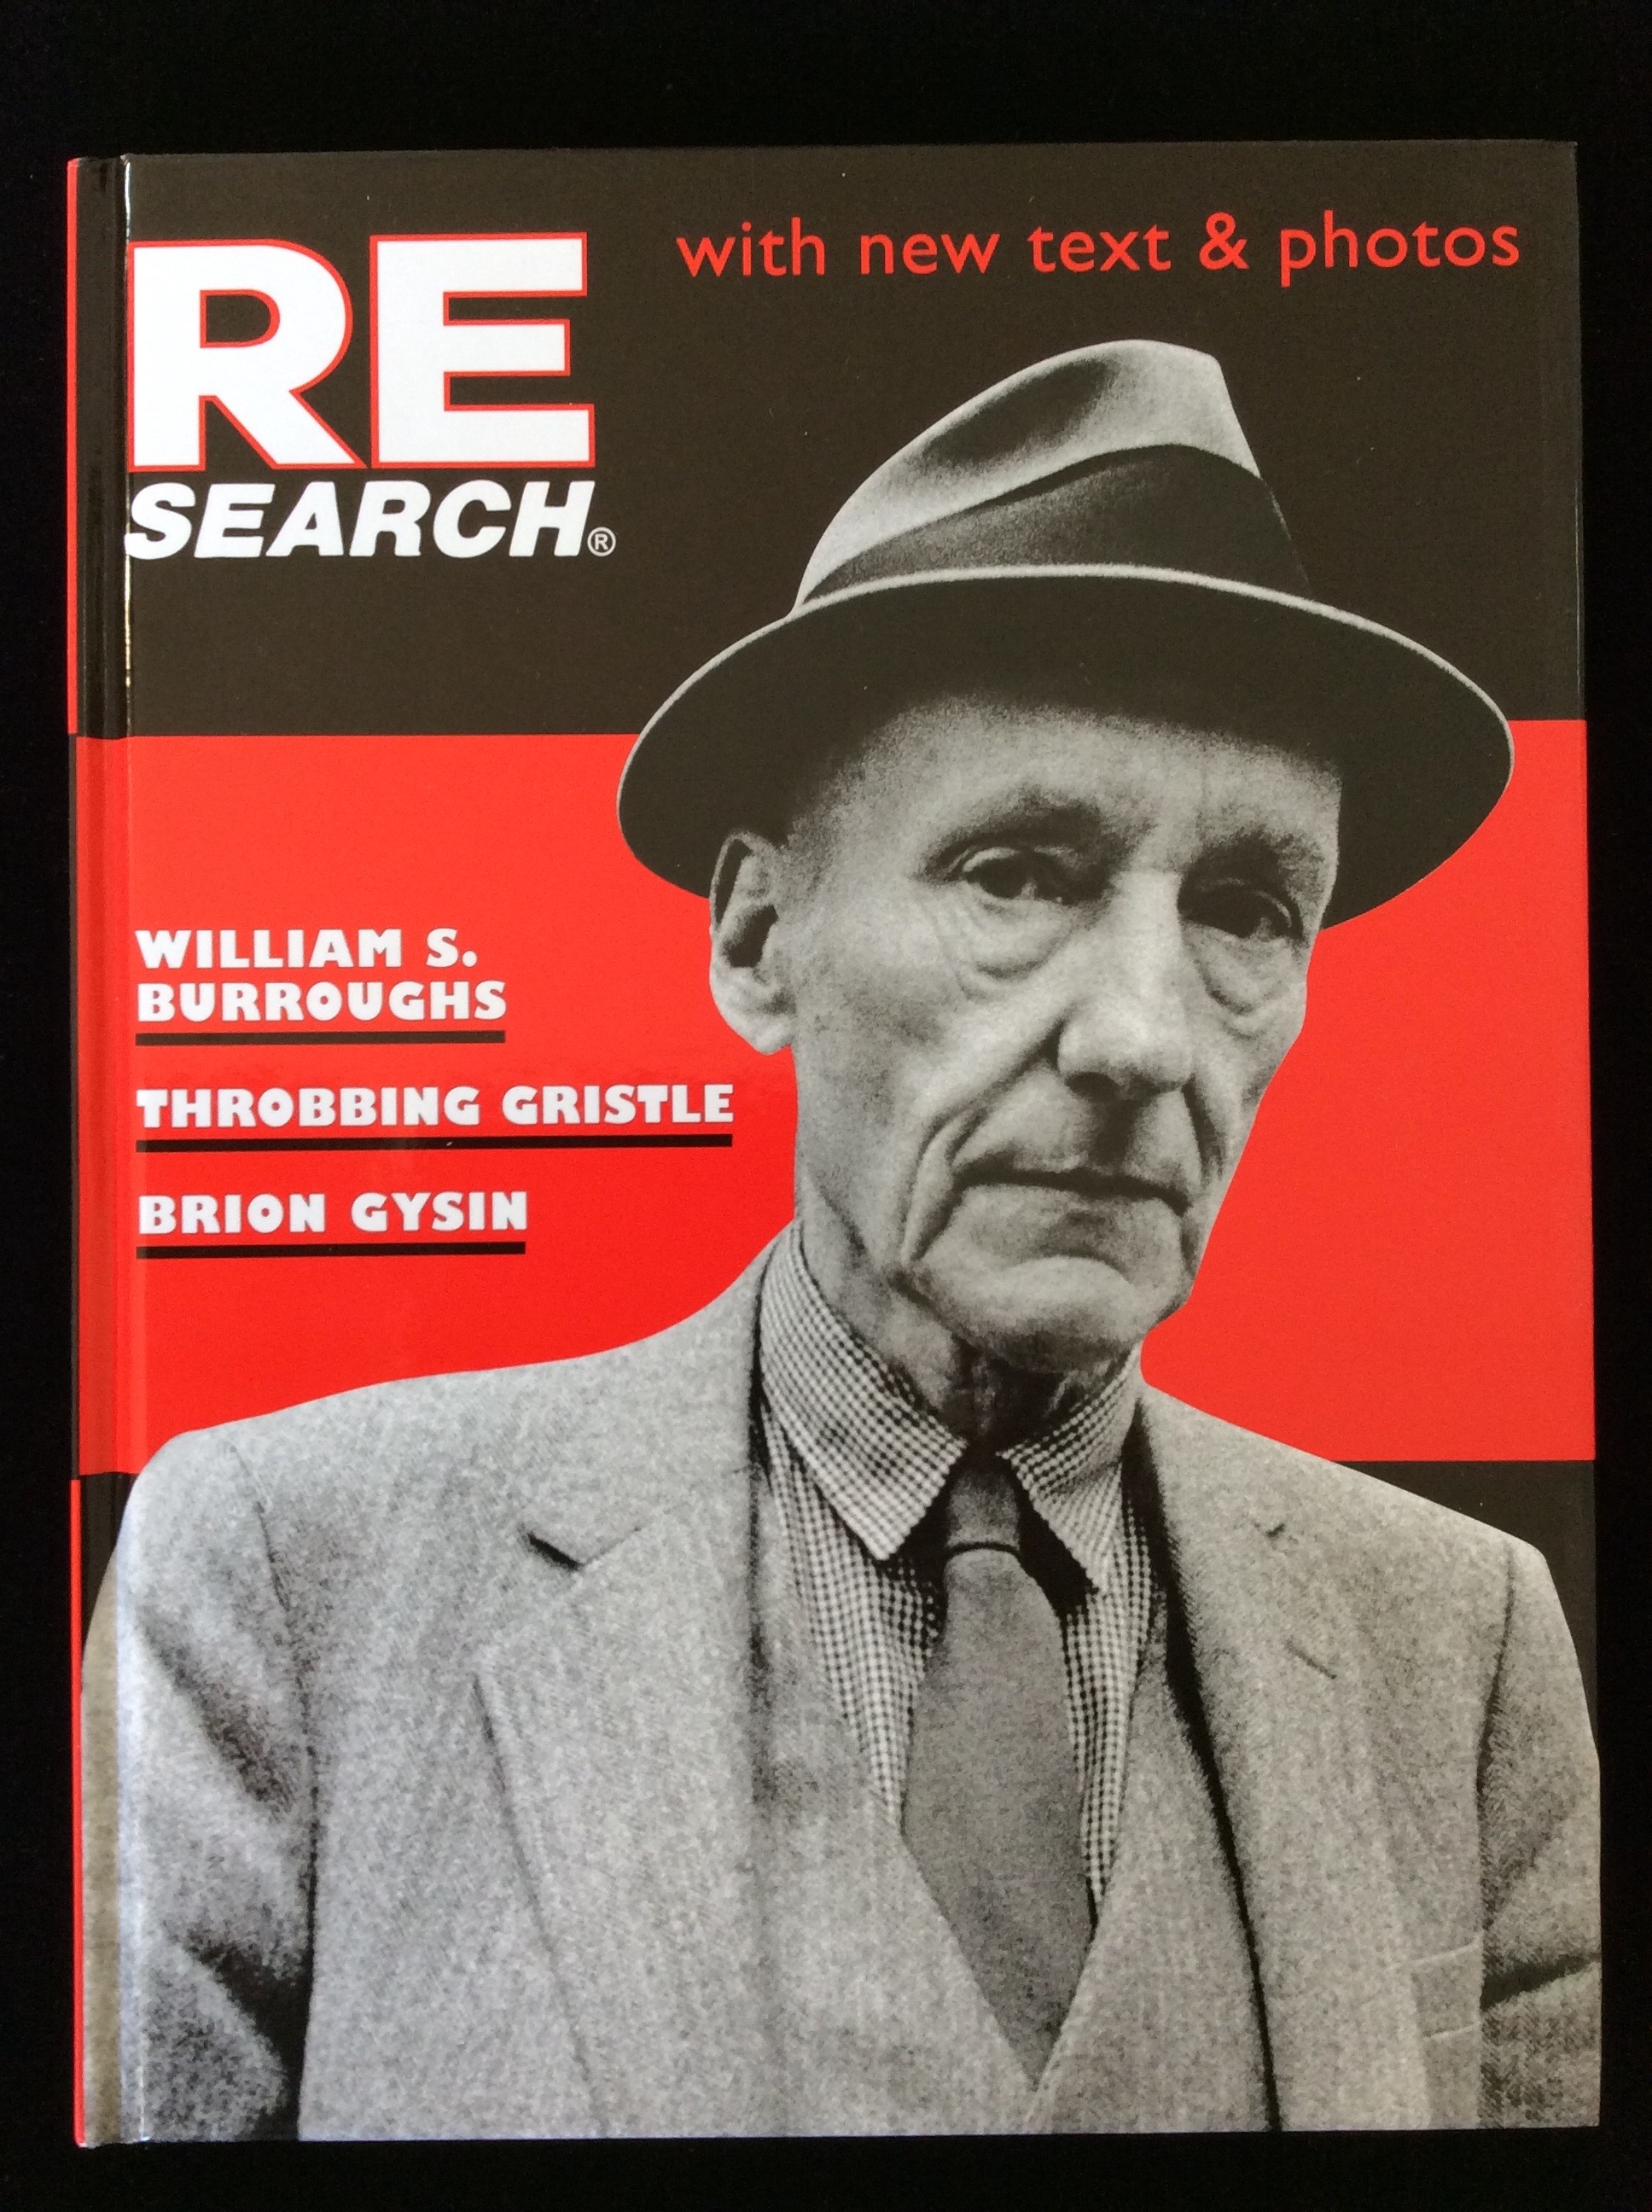 RE
SEARCH®
with new text & photos
WILLIAM S.
BURROUGHS
THROBBING GRISTLE
BRION GYSIN